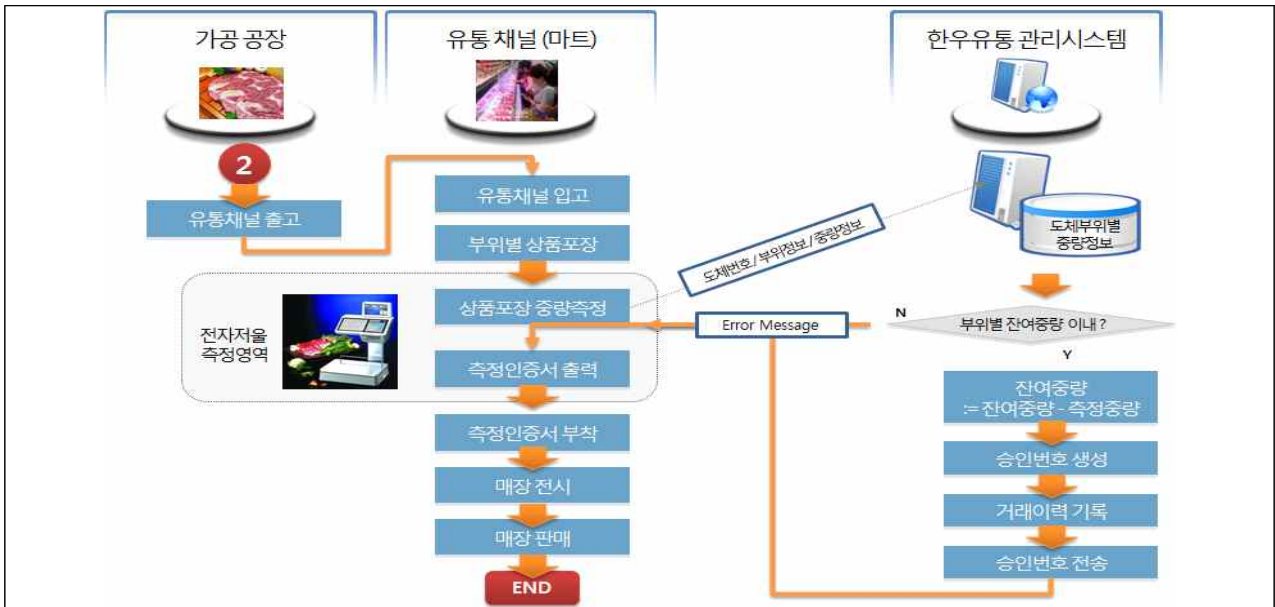 가공 공장
유통 채널 (마트)
한우유통 관리시스템
2
유통채널 출고
유통채널 입고
부위별 상품포장
도체번호 / 부위정보 / 중량정보
도체부위별
중량정보
전자저울
측정영역
상품포장 중량측정
Error Message
N
부위별 잔여중량 이내 ?
Y
측정인증서 출력
잔여중량
:= 잔여중량 - 측정중량
측정인증서 부착
승인번호 생성
매장 전시
거래이력 기록
매장 판매
승인번호 전송
END